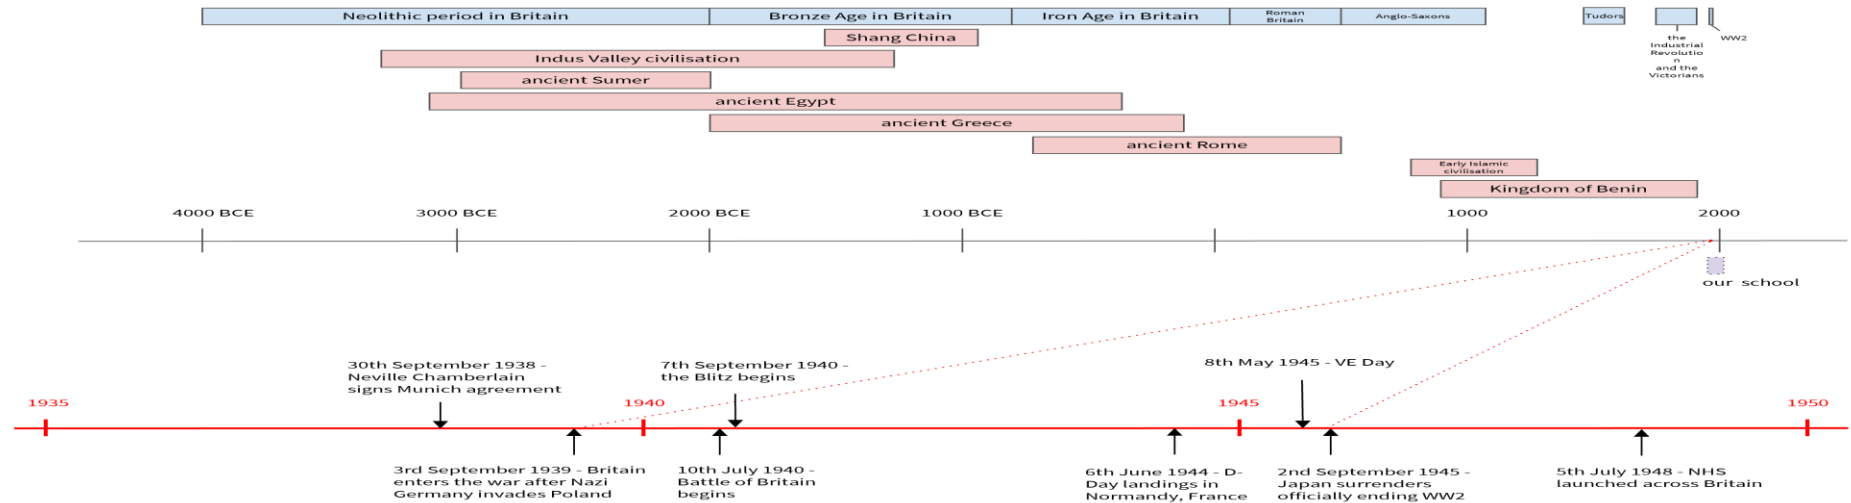 Neolithic period in Britain
Bronze Age in Britain
Iron Age in Britain
Roman
Britain
Anglo-Saxons
Tudors
the
Industrial
Revolutio
n
and the
Victorians
WW2
Shang China
Indus Valley civilisation
ancient Sumer
ancient Egypt
ancient Greece
ancient Rome
Early Islamic
civilisation
Kingdom of Benin
4000 BCE
3000 BCE
2000 BCE
1000 BCE
1000
2000
our school
30th September 1938 -
Neville Chamberlain
signs Munich agreement
7th September 1940 -
the Blitz begins
8th May 1945 - VE Day
1935
1940
1945
1950
3rd September 1939 - Britain
enters the war after Nazi
Germany invades Poland
10th July 1940 -
Battle of Britain
begins
6th June 1944 - D-
Day landings in
Normandy, France
2nd September 1945 -
Japan surrenders
officially ending WW2
5th July 1948 - NHS
launched across Britain